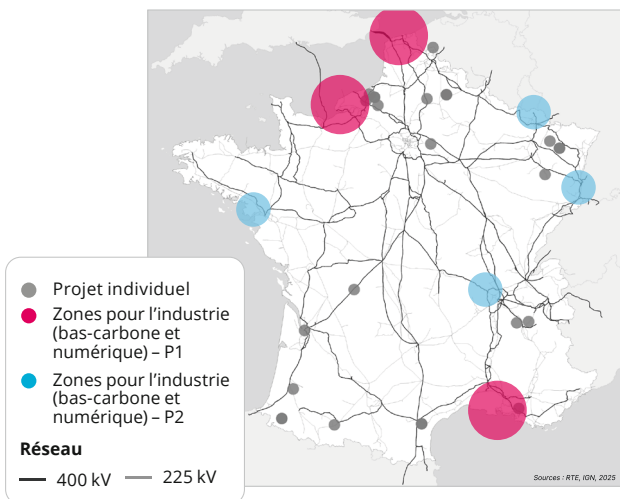 Projet individuel
Zones pour l’industrie
(bas-carbone et
numérique) – P1
Zones pour l’industrie
(bas-carbone et
numérique) – P2
Réseau
400 kV
225 kV
Sources : RTE, IGN, 2025